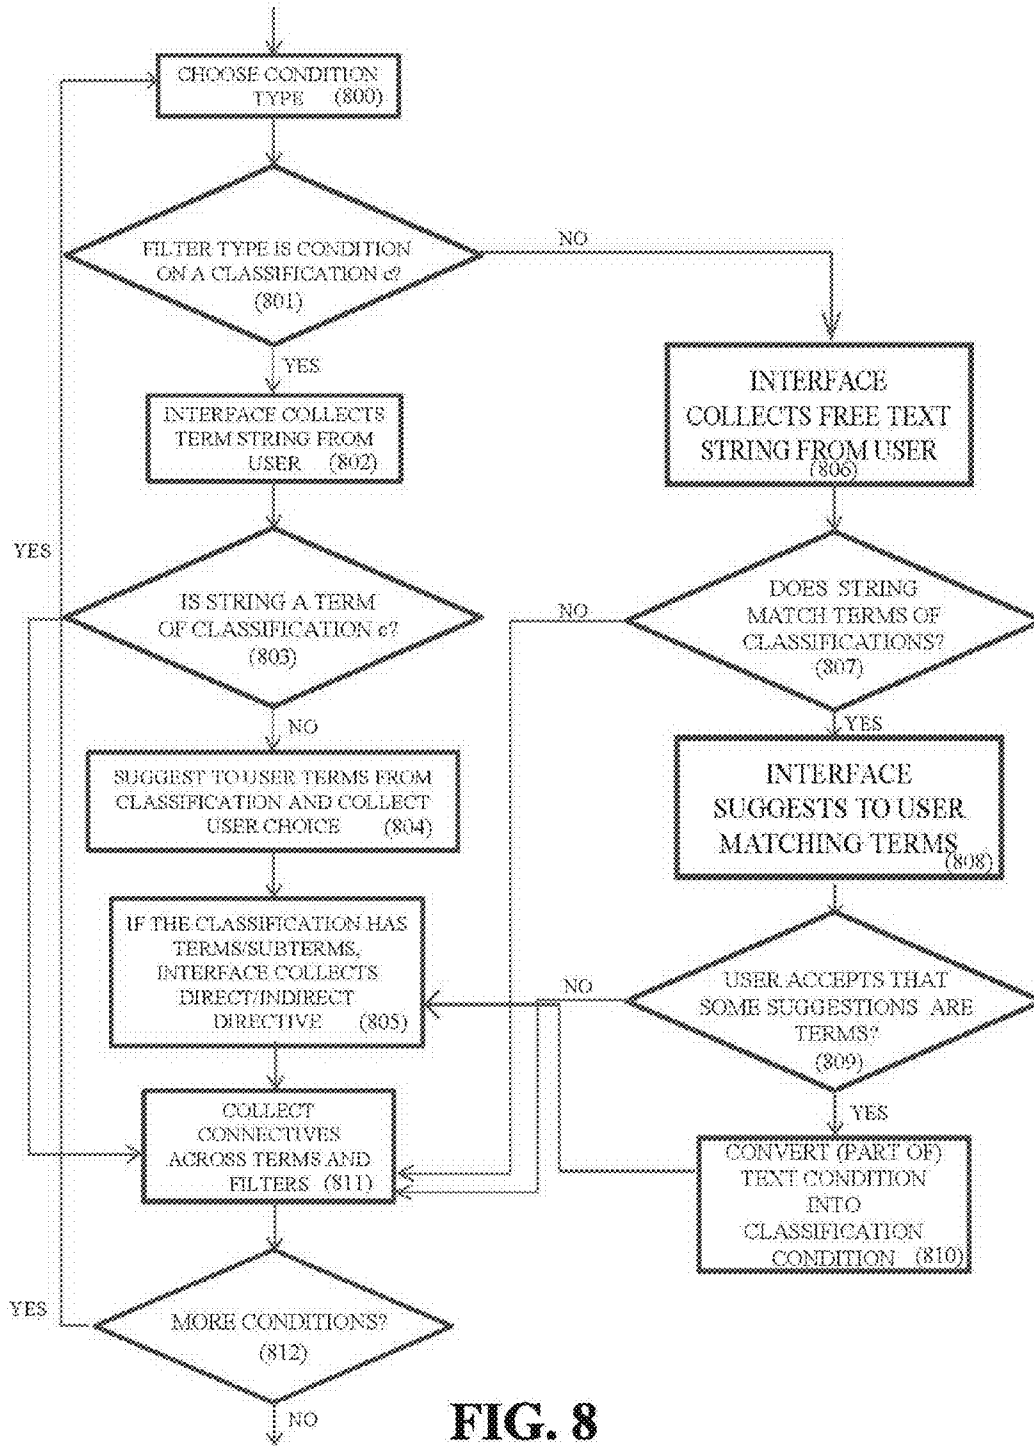 CHOOSE CONDITION
TYPE (800)
FILTER TYPE IS CONDITION
ON A CLASSIFICATION c?
(801)
NO
YES
INTERFACE COLLECTS
TERM STRING FROM
USER (802)
INTERFACE
COLLECTS FREE TEXT
STRING FROM USER
(806)
YES
IS STRING A TERM
OF CLASSIFICATION c?
(803)
NO
DOES STRING
MATCH TERMS OF
CLASSIFICATIONS?
(807)
NO
YES
SUGGEST TO USER TERMS FROM
CLASSIFICATION AND COLLECT
USER CHOICE (804)
INTERFACE
SUGGESTS TO USER
MATCHING TERMS
(808)
IF THE CLASSIFICATION HAS
TERMS/SUBTERMS,
INTERFACE COLLECTS
DIRECT/INDIRECT
DIRECTIVE (805)
NO
USER ACCEPTS THAT
SOME SUGGESTIONS ARE
TERMS?
(809)
YES
COLLECT
CONNECTIVES
ACROSS TERMS AND
FILTERS (811)
CONVERT (PART OF)
TEXT CONDITION
INTO
CLASSIFICATION
CONDITION (810)
YES
MORE CONDITIONS?
(812)
NO
FIG. 8